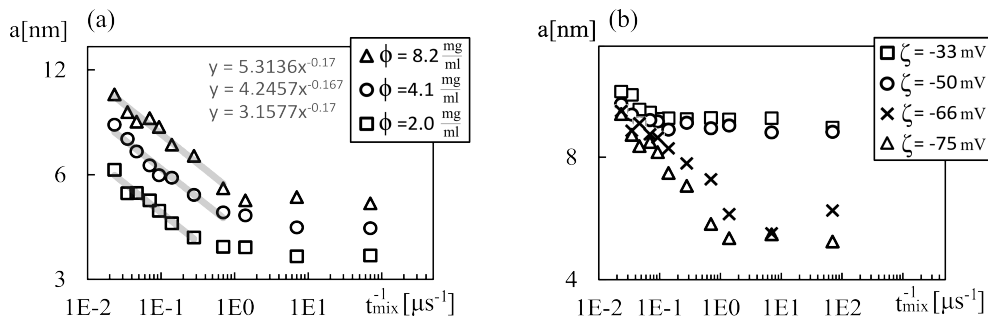 a[nm]
(a)
12
6
3
y = 5.3136x^-0.17
y = 4.2457x^-0.167
y = 3.1577x^-0.17
ϕ = 8.2 mg/ml
ϕ = 4.1 mg/ml
ϕ = 2.0 mg/ml
1E-2 1E-1 1E0 1E1 t_mix^-1 [μs^-1]
a[nm]
(b)
8
4
ζ = -33 mV
ζ = -50 mV
ζ = -66 mV
ζ = -75 mV
1E-2 1E-1 1E0 1E1 1E2 t_mix^-1 [μs^-1]